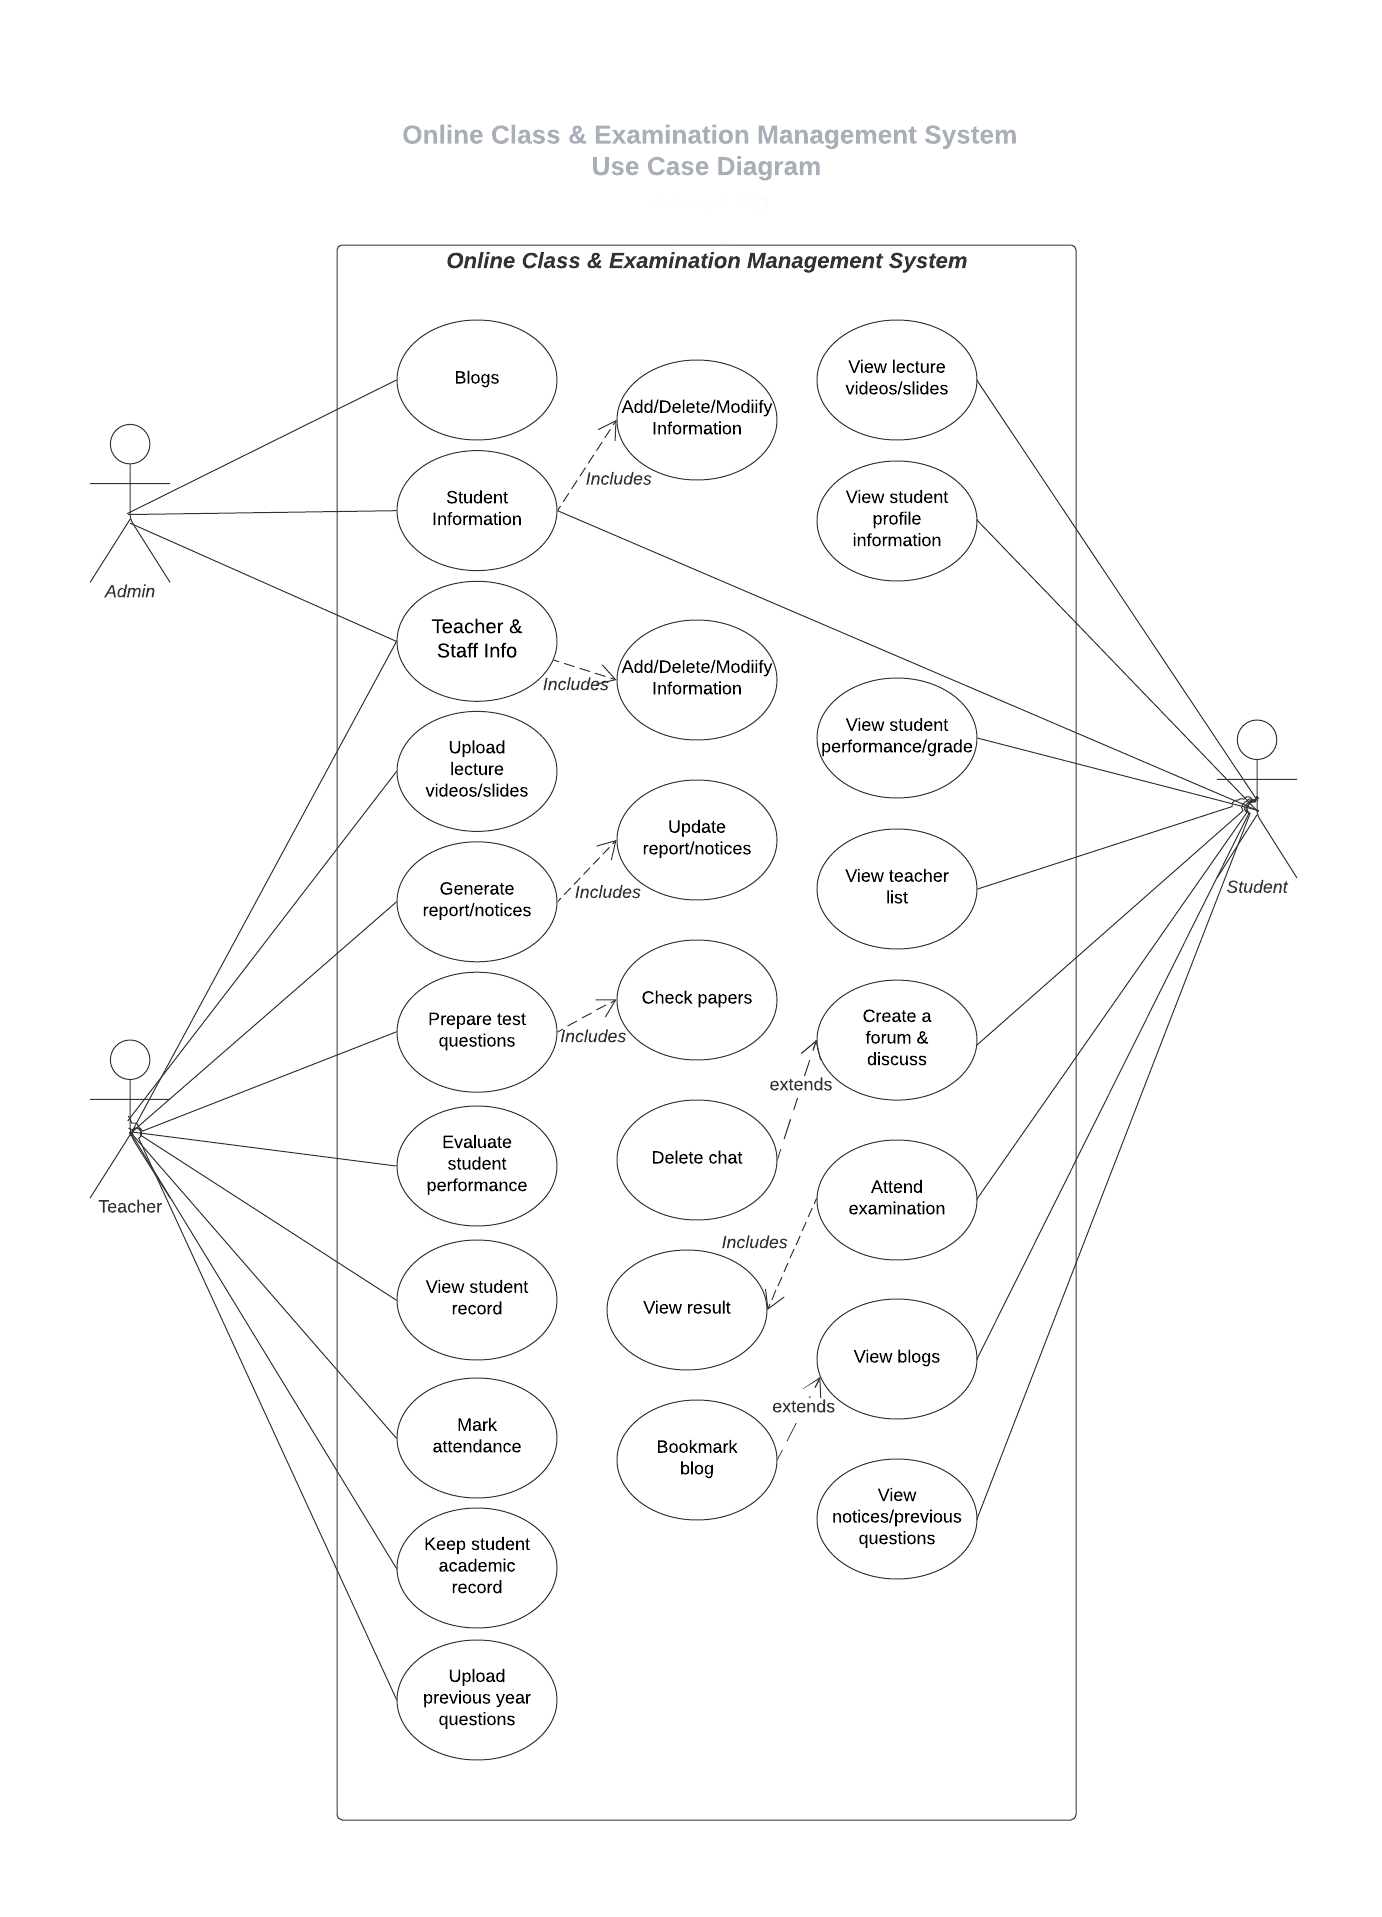 Online Class & Examination Management System
Use Case Diagram
Online Class & Examination Management System
Blogs
Student
Information
Teacher &
Staff Info
Upload
lecture
videos/slides
Generate
report/notices
Prepare test
questions
Evaluate
student
performance
View student
record
Mark
attendance
Keep student
academic
record
Upload
previous year
questions
Add/Delete/Modiify
Information
Includes
Add/Delete/Modiify
Information
Includes
Update
report/notices
Includes
Check papers
Includes
Delete chat
extends
View result
Includes
Bookmark
blog
extends
View lecture
videos/slides
View student
profile
information
View student
performance/grade
View teacher
list
Create a
forum &
discuss
Attend
examination
View blogs
View
notices/previous
questions
Admin
Teacher
Student